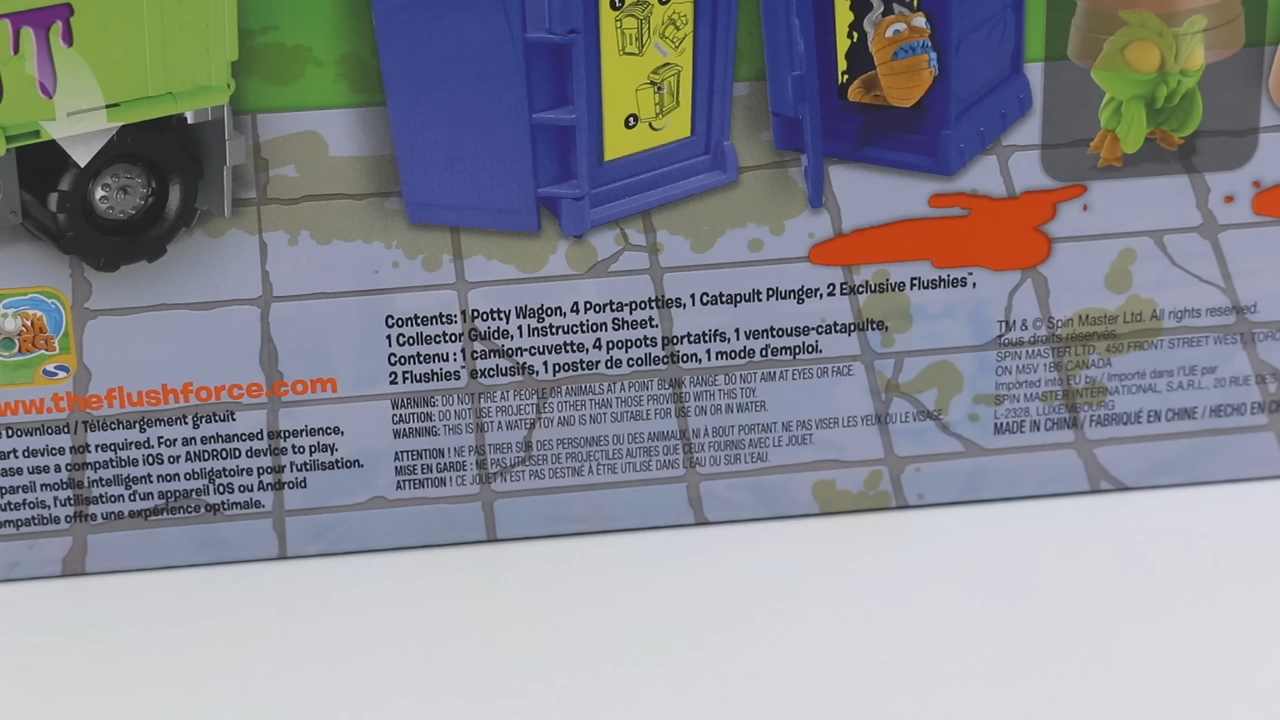 1.
3.
Contents: 1 Potty Wagon, 4 Porta-potties, 1 Catapult Plunger, 2 Exclusive Flushies™,
1 Collector Guide, 1 Instruction Sheet.
Contenu : 1 camion-cuvette, 4 popots portatifs, 1 ventouse-catapulte,
2 Flushies™ exclusifs, 1 poster de collection, 1 mode d'emploi.
WARNING: DO NOT FIRE AT PEOPLE OR ANIMALS AT A POINT BLANK RANGE. DO NOT AIM AT EYES OR FACE.
CAUTION: DO NOT USE PROJECTILES OTHER THAN THOSE PROVIDED WITH THIS TOY.
WARNING: THIS IS NOT A WATER TOY AND IS NOT SUITABLE FOR USE ON OR IN WATER.
ATTENTION ! NE PAS TIRER SUR DES PERSONNES OU DES ANIMAUX, NI À BOUT PORTANT. NE PAS VISER LES YEUX OU LE VISAGE.
MISE EN GARDE : NE PAS UTILISER DE PROJECTILES AUTRES QUE CEUX FOURNIS AVEC LE JOUET.
ATTENTION ! CE JOUET N'EST PAS DESTINÉ À ÊTRE UTILISÉ DANS L'EAU OU SUR L'EAU.
ww.theflushforce.com
Download / Téléchargement gratuit
art device not required. For an enhanced experience,
ase use a compatible iOS or ANDROID device to play.
pareil mobile intelligent non obligatoire pour l'utilisation.
utefois, l'utilisation d'un appareil iOS ou Android
ompatible offre une expérience optimale.
TM & © Spin Master Ltd. All rights reserved.
Tous droits réservés.
SPIN MASTER LTD., 450 FRONT STREET WEST, TORO
ON M5V 1B6 CANADA
Imported into EU by / Importé dans l'UE par
SPIN MASTER INTERNATIONAL, S.A.R.L., 20 RUE DES
L-2328, LUXEMBOURG
MADE IN CHINA / FABRIQUÉ EN CHINE / HECHO EN C